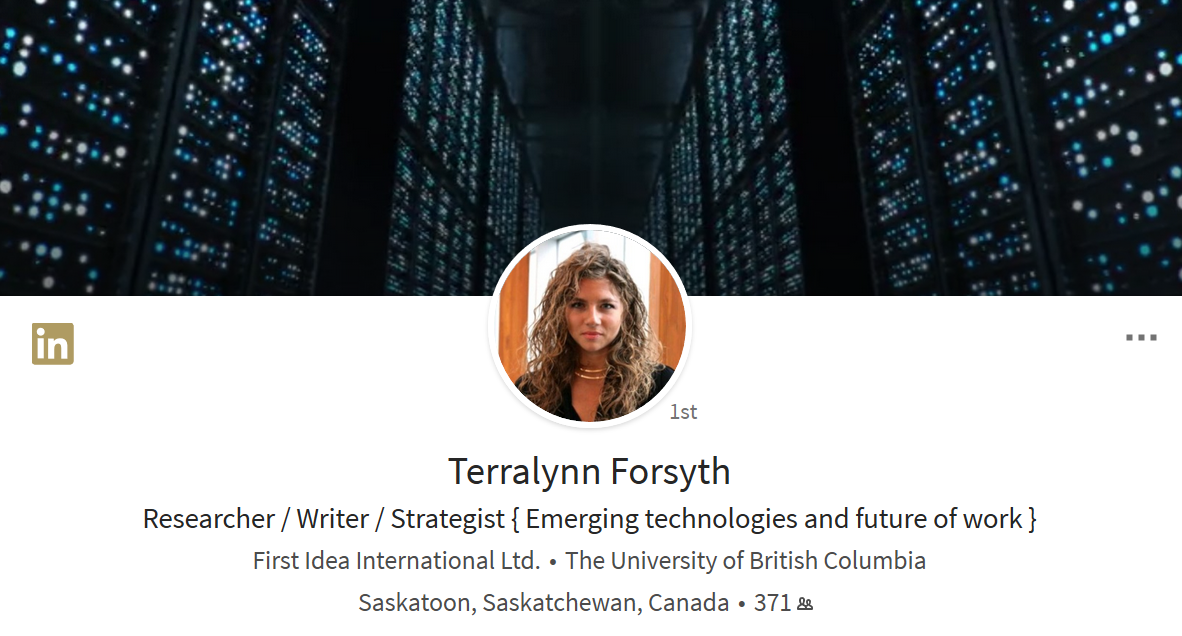 in
1st
Terralynn Forsyth
Researcher / Writer / Strategist { Emerging technologies and future of work }
First Idea International Ltd. • The University of British Columbia
Saskatoon, Saskatchewan, Canada • 371